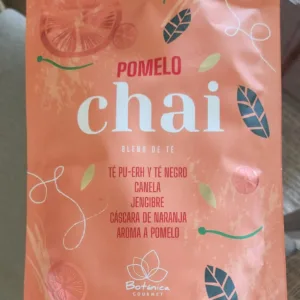 POMELO
chai
BLEND DE TÉ
TÉ PU-ERH Y TÉ NEGRO
CANELA
JENGIBRE
CÁSCARA DE NARANJA
AROMA A POMELO
Botánica
GOURMET